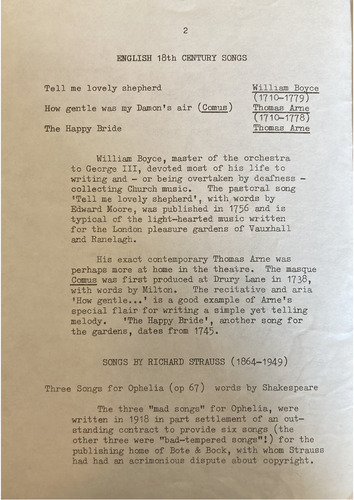 2
ENGLISH 18th CENTURY SONGS
Tell me lovely shepherd William Boyce
(1710-1779)
How gentle was my Damon's air (Comus) Thomas Arne
(1710-1778)
The Happy Bride Thomas Arne
William Boyce, master of the orchestra
to George III, devoted most of his life to
writing and - on being overtaken by deafness -
collecting Church music. The pastoral song
'Tell me lovely shepherd', with words by
Edward Moore, was published in 1756 and is
typical of the light-hearted music written
for the London pleasure gardens of Vauxhall
and Ranelagh.
His exact contemporary Thomas Arne was
perhaps more at home in the theatre. The masque
Comus was first produced at Drury Lane in 1738,
with words by Milton. The recitative and aria
'How gentle...' is a good example of Arne's
special flair for writing a simple yet telling
melody. 'The Happy Bride', another song for
the gardens, dates from 1745.
SONGS BY RICHARD STRAUSS (1864-1949)
Three Songs for Ophelia (op 67) words by Shakespeare
The three "mad songs" for Ophelia, were
written in 1918 in part settlement of an out-
standing contract to provide six songs (the
other three were "bad-tempered songs"!) for the
publishing home of Bote & Bock, with whom Strauss
had had an acrimonious dispute about copyright.